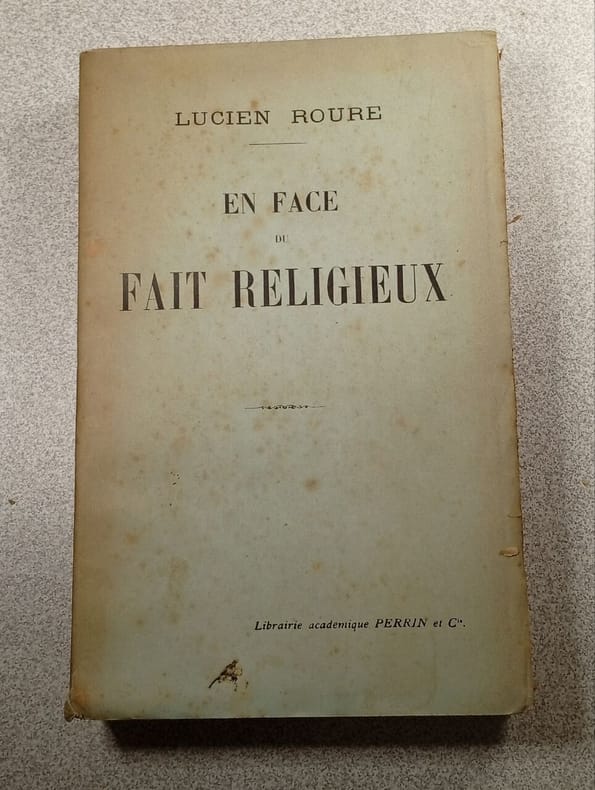 LUCIEN ROURE
EN FACE
DU
FAIT RELIGIEUX
Librairie académique PERRIN et Cie.